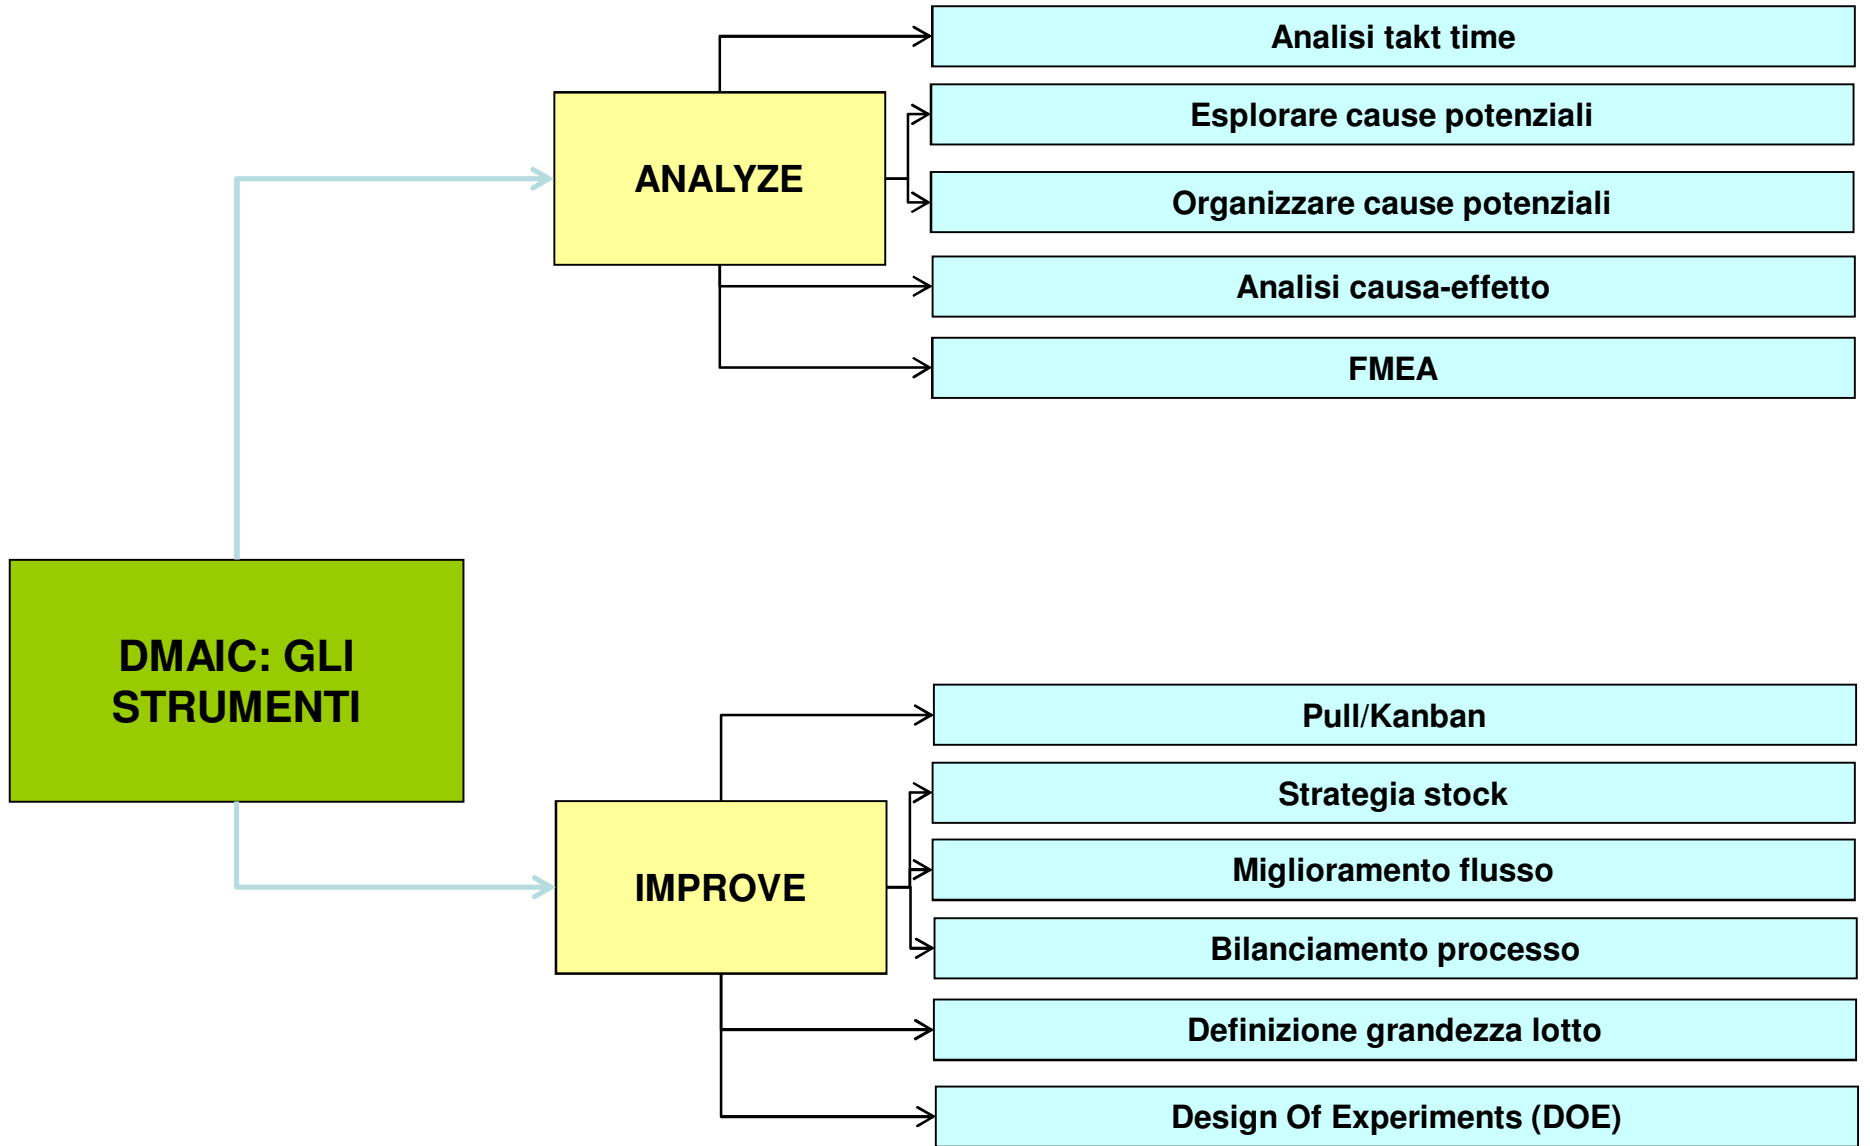 Analisi takt time
Esplorare cause potenziali
ANALYZE
Organizzare cause potenziali
Analisi causa-effetto
FMEA
DMAIC: GLI
STRUMENTI
Pull/Kanban
Strategia stock
Miglioramento flusso
IMPROVE
Bilanciamento processo
Definizione grandezza lotto
Design Of Experiments (DOE)